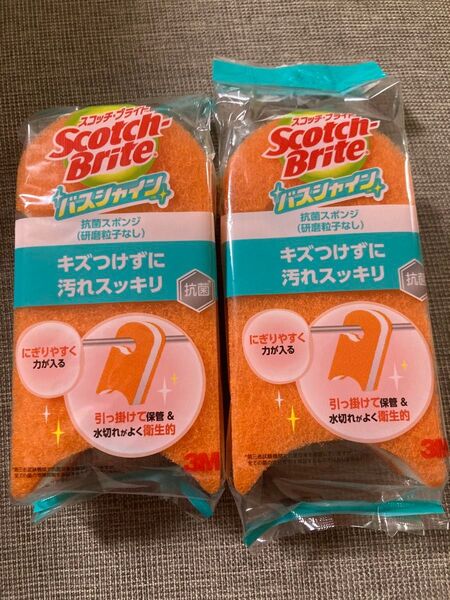 スコッチ・ブライト
Scotch-
Brite
バスシャイン
抗菌スポンジ
(研磨粒子なし)
キズつけずに
汚れスッキリ
抗菌
にぎりやすく
力が入る
引っ掛けて保管&
水切れがよく衛生的
3M
スコッチ・ブライト
Scotch-
Brite
バスシャイン
抗菌スポンジ
(研磨粒子なし)
キズつけずに
汚れスッキリ
抗菌
にぎりやすく
力が入る
引っ掛けて保管&
水切れがよく衛生的
3M